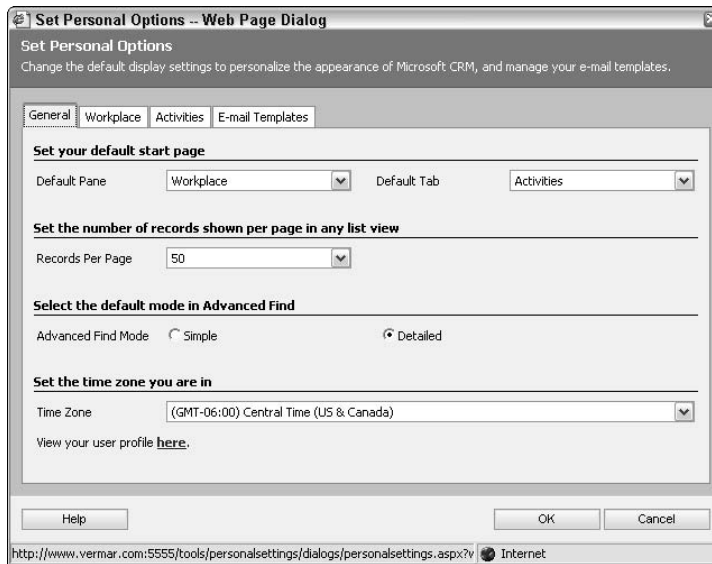 Set Personal Options -- Web Page Dialog
Set Personal Options
Change the default display settings to personalize the appearance of Microsoft CRM, and manage your e-mail templates.
General Workplace Activities E-mail Templates
Set your default start page
Default Pane Workplace Default Tab Activities
Set the number of records shown per page in any list view
Records Per Page 50
Select the default mode in Advanced Find
Advanced Find Mode Simple Detailed
Set the time zone you are in
Time Zone (GMT-06:00) Central Time (US & Canada)
View your user profile here.
Help OK Cancel
http://www.vermar.com:5555/tools/personalsettings/dialogs/personalsettings.aspx?v Internet